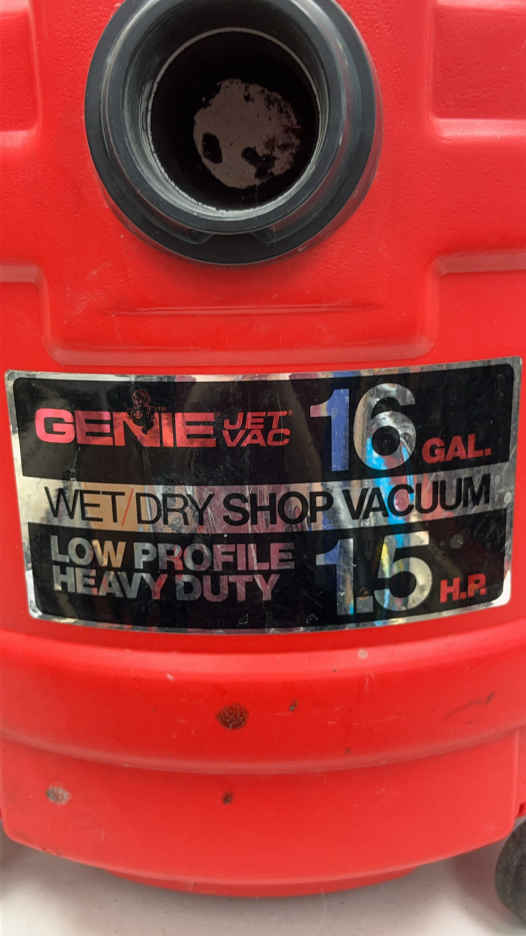 GENIE JET VAC 16 GAL.
WET/DRY SHOP VACUUM
LOW PROFILE
HEAVY DUTY 1.5 H.P.